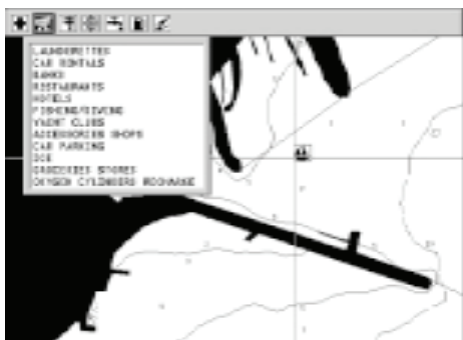 LAUNDERETTES
CAR RENTALS
BANKS
RESTAURANTS
HOTELS
FISHING/DIVING
YACHT CLUBS
ACCESSORIES SHOPS
CAR PARKING
ICE
GROCERIES STORES
OXYGEN CYLINDERS RECHARGE